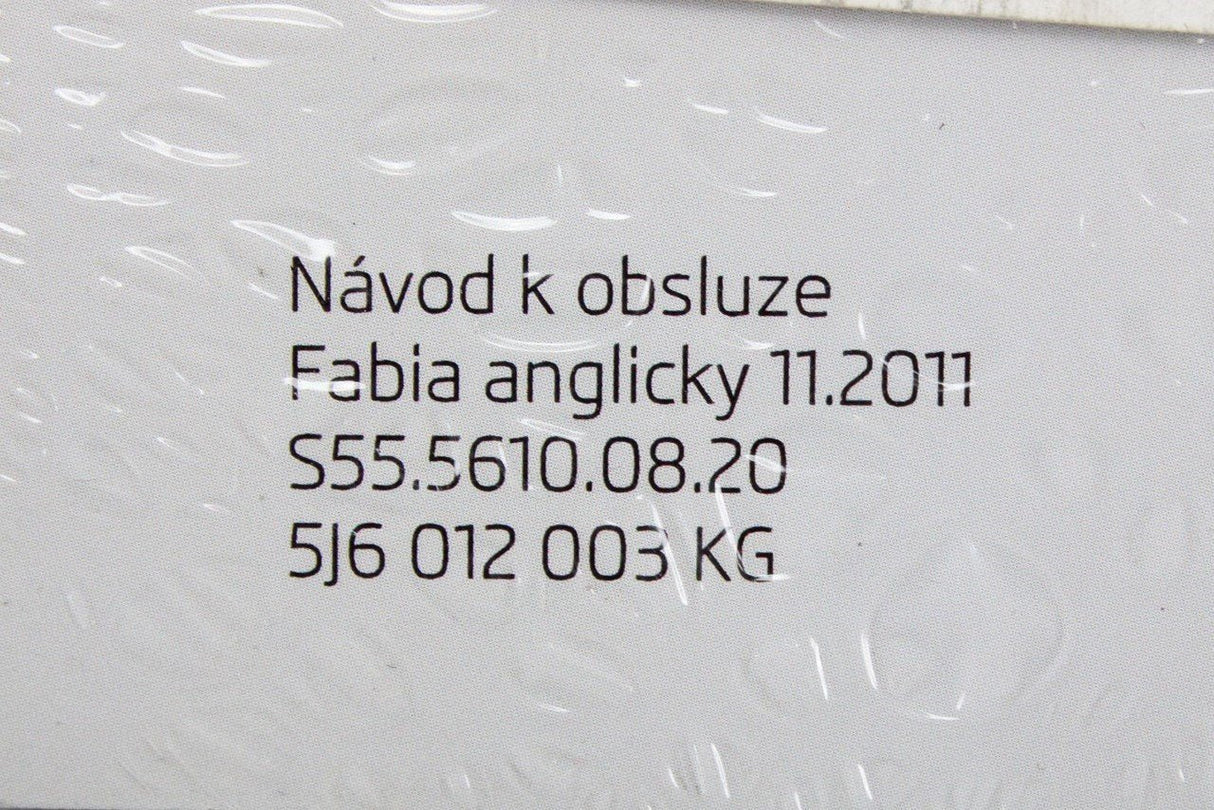 Návod k obsluze
Fabia anglicky 11.2011
S55.5610.08.20
5J6 012 003 KG